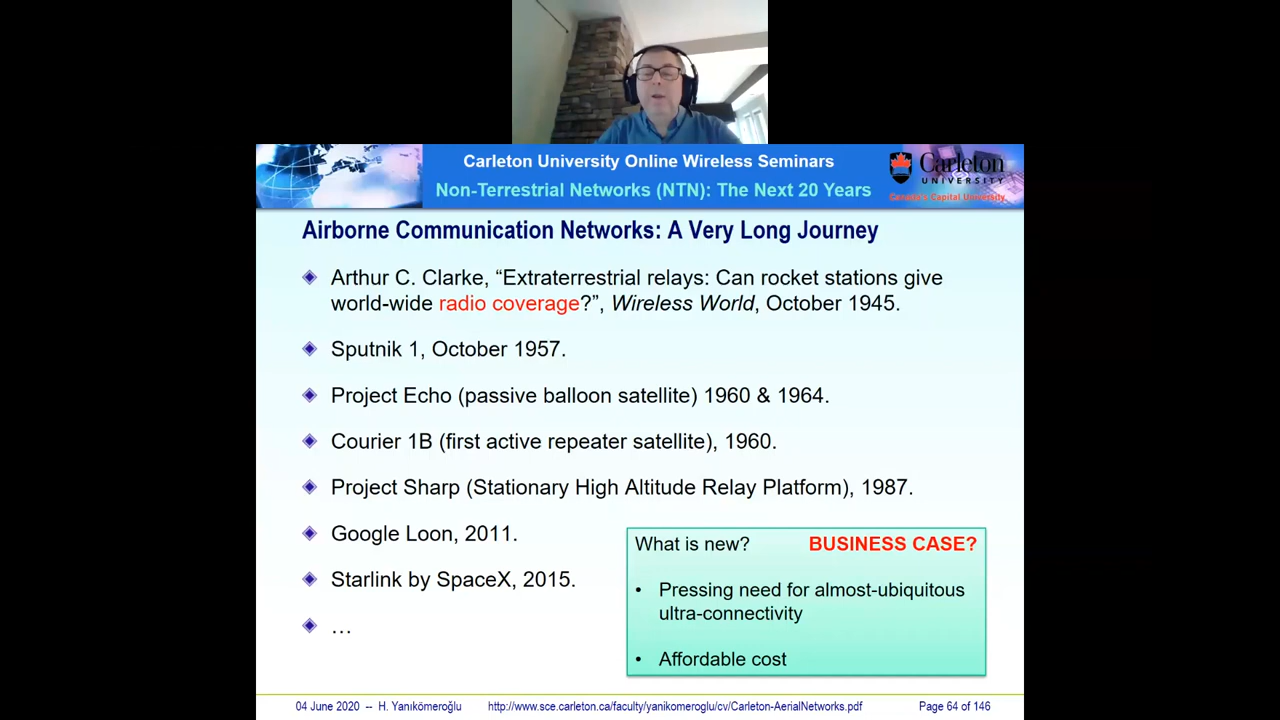 Carleton University Online Wireless Seminars
Non-Terrestrial Networks (NTN): The Next 20 Years
Carleton
UNIVERSITY
Canada's Capital University
Airborne Communication Networks: A Very Long Journey
Arthur C. Clarke, “Extraterrestrial relays: Can rocket stations give
world-wide radio coverage?”, Wireless World, October 1945.
Sputnik 1, October 1957.
Project Echo (passive balloon satellite) 1960 & 1964.
Courier 1B (first active repeater satellite), 1960.
Project Sharp (Stationary High Altitude Relay Platform), 1987.
Google Loon, 2011.
Starlink by SpaceX, 2015.
…
What is new? BUSINESS CASE?
• Pressing need for almost-ubiquitous
ultra-connectivity
• Affordable cost
04 June 2020 -- H. Yanıkömeroğlu http://www.sce.carleton.ca/faculty/yanikomeroglu/cv/Carleton-AerialNetworks.pdf Page 64 of 146